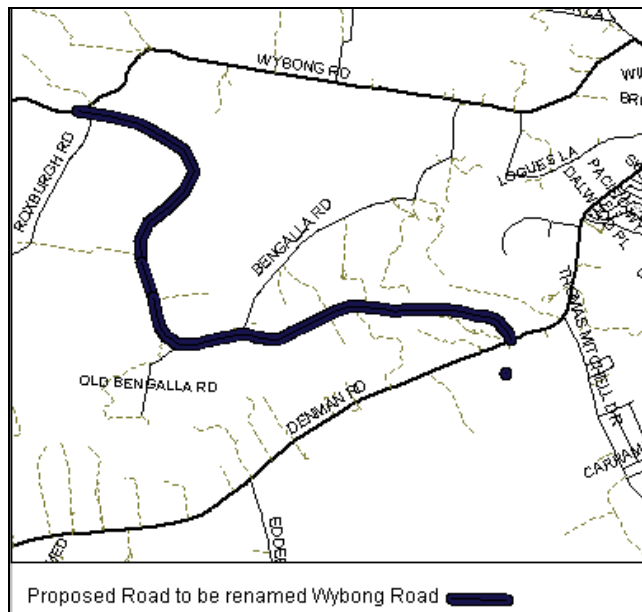 WYBONG RD
LOGUES LA
ROXBURGH RD
BENGALLA RD
THOMAS MITCHELL DR
OLD BENGALLA RD
DENMAN RD
Proposed Road to be renamed Wybong Road